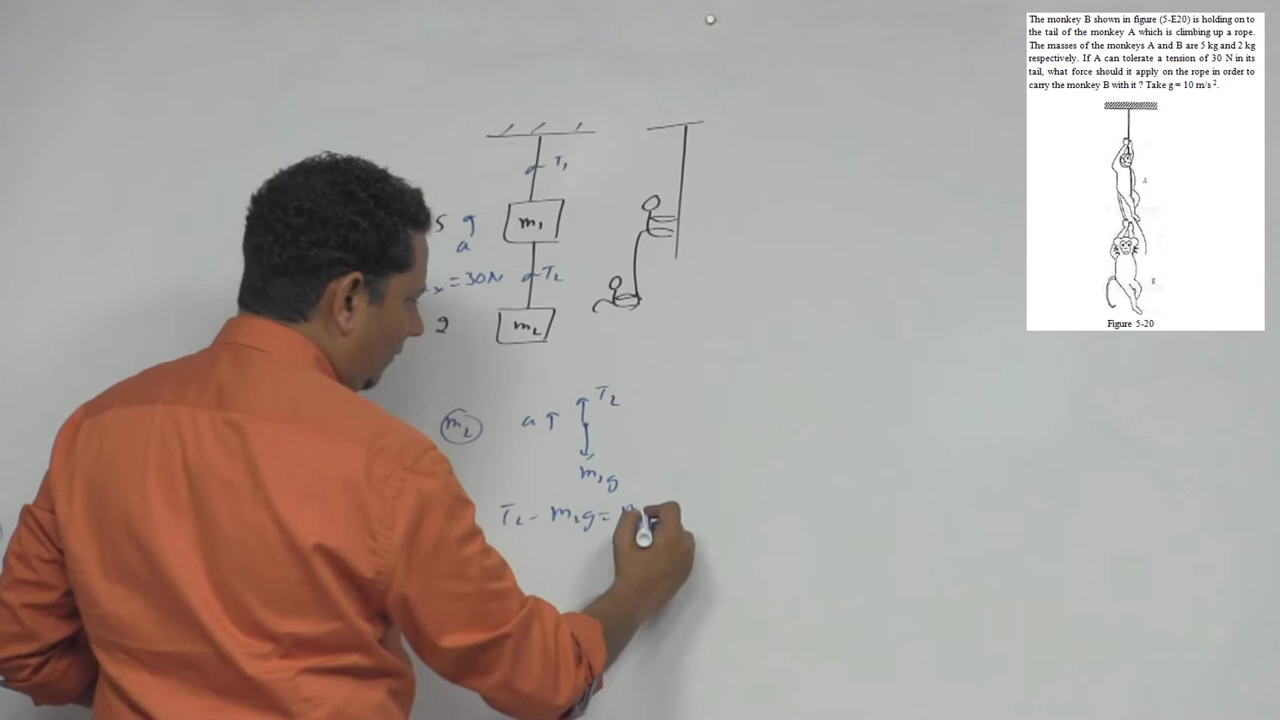 The monkey B shown in figure (5-E20) is holding on to
the tail of the monkey A which is climbing up a rope.
The masses of the monkeys A and B are 5 kg and 2 kg
respectively. If A can tolerate a tension of 30 N in its
tail, what force should it apply on the rope in order to
carry the monkey B with it ? Take g = 10 m/s ².
A
B
Figure 5-20
T₁
5
m₁
a
= 30N
T₂
2
m₂
m₂
a
T₂
m₂g
T₂ - m₂g =